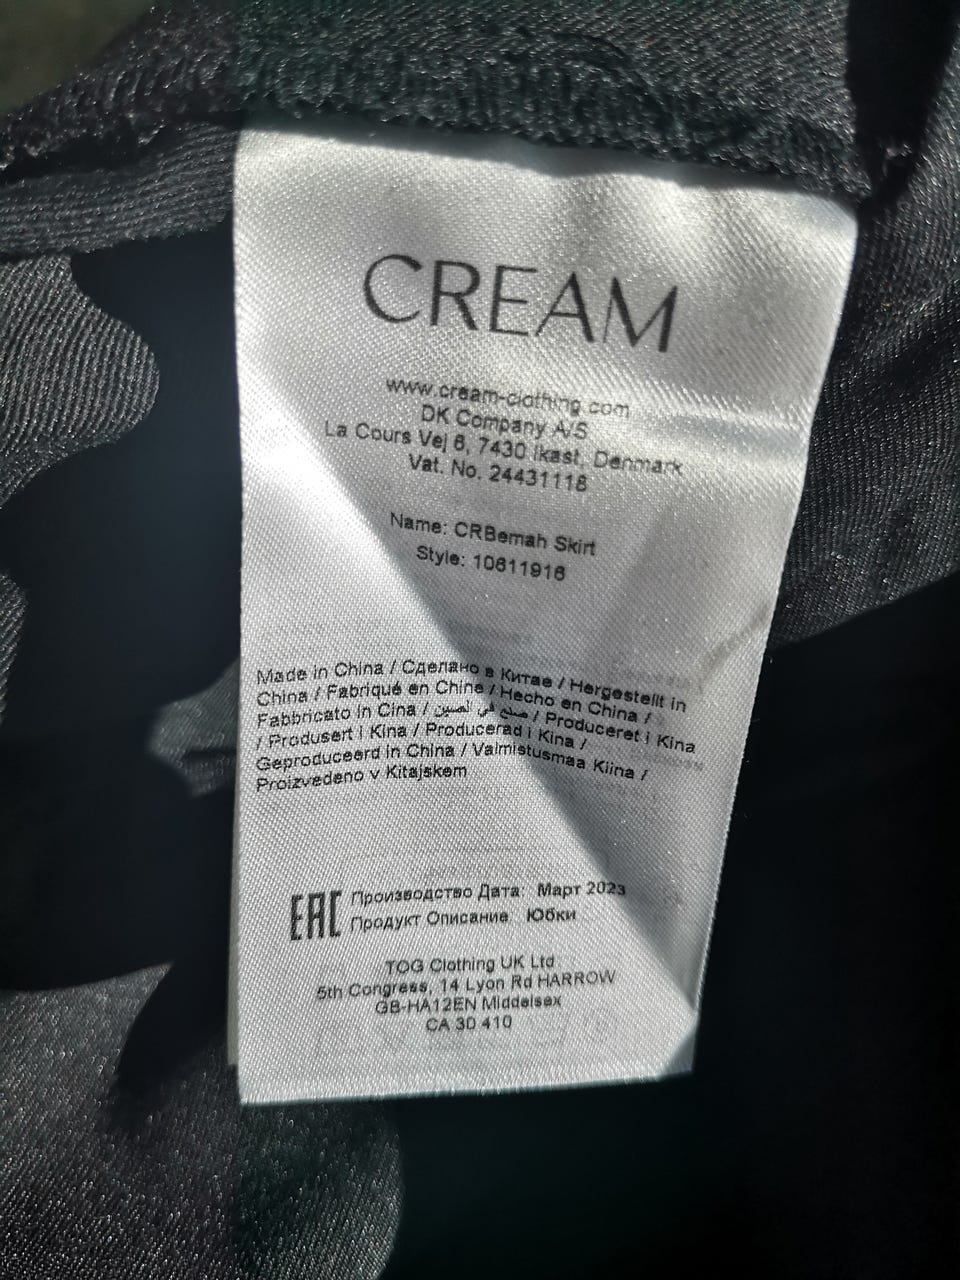 CREAM
www.cream-clothing.com
DK Company A/S
La Cours Vej 6, 7430 Ikast, Denmark
Vat. No. 24431118
Name: CRBemah Skirt
Style: 10611916
Made in China / Сделано в Китае / Hergestellt in
China / Fabriqué en Chine / Hecho en China /
Fabbricato in Cina / صنع في الصين / Produceret i Kina
/ Produsert i Kina / Producerad i Kina /
Geproduceerd in China / Valmistusmaa Kiina /
Proizvedeno v Kitajskem
EAC
Производство Дата: Март 2023
Продукт Описание Юбки
TOG Clothing UK Ltd
5th Congress, 14 Lyon Rd HARROW
GB-HA12EN Middelsex
CA 30 410